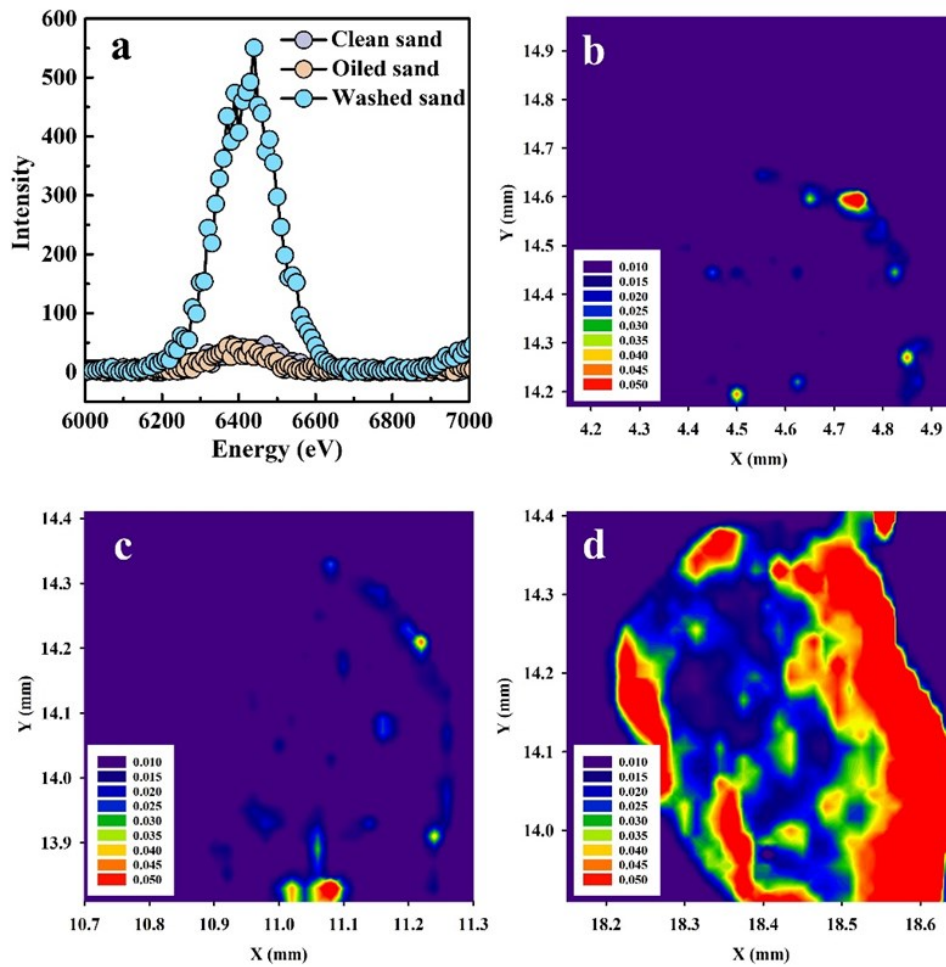 a
Clean sand
Oiled sand
Washed sand
600
500
400
300
200
100
0
Intensity
6000 6200 6400 6600 6800 7000
Energy (eV)
b
14.9
14.8
14.7
14.6
14.5
14.4
14.3
14.2
Y (mm)
0.010
0.015
0.020
0.025
0.030
0.035
0.040
0.045
0.050
4.2 4.3 4.4 4.5 4.6 4.7 4.8 4.9
X (mm)
c
14.4
14.3
14.2
14.1
14.0
13.9
Y (mm)
0.010
0.015
0.020
0.025
0.030
0.035
0.040
0.045
0.050
10.7 10.8 10.9 11.0 11.1 11.2 11.3
X (mm)
d
14.4
14.3
14.2
14.1
14.0
Y (mm)
0.010
0.015
0.020
0.025
0.030
0.035
0.040
0.045
0.050
18.2 18.3 18.4 18.5 18.6
X (mm)